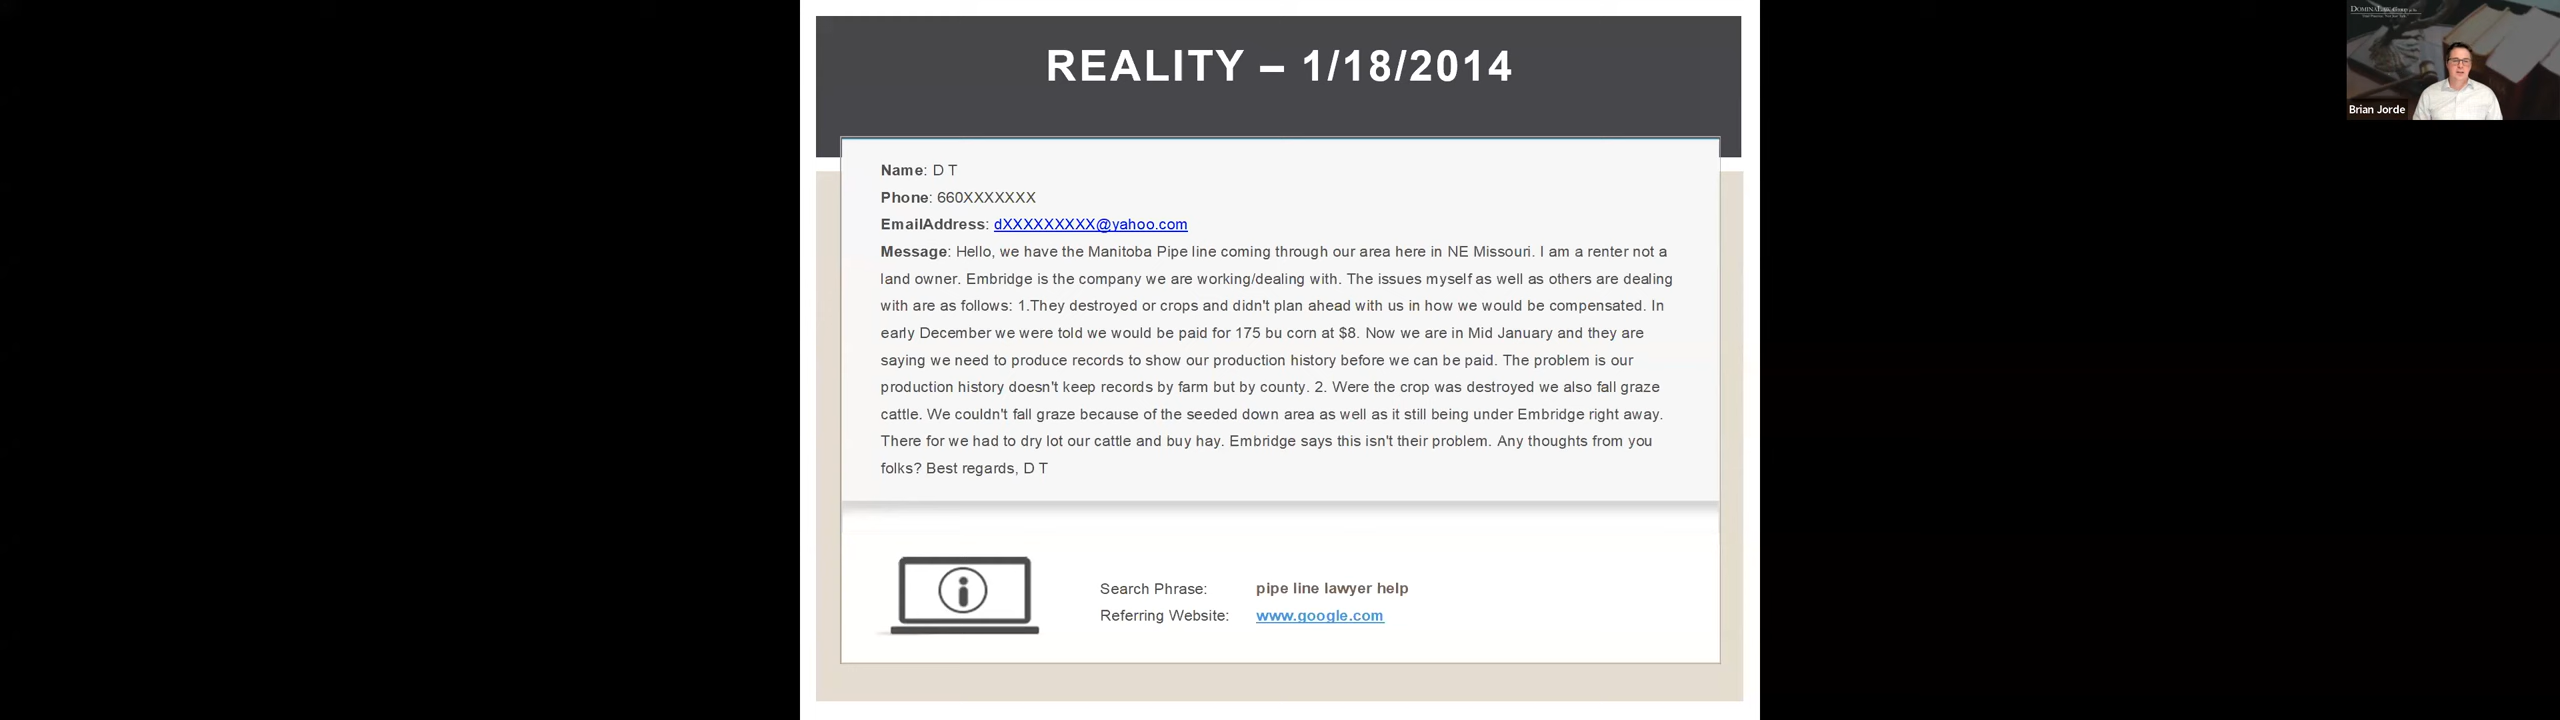 REALITY – 1/18/2014
Name: D T
Phone: 660XXXXXXX
EmailAddress: dXXXXXXXXX@yahoo.com
Message: Hello, we have the Manitoba Pipe line coming through our area here in NE Missouri. I am a renter not a
land owner. Embridge is the company we are working/dealing with. The issues myself as well as others are dealing
with are as follows: 1.They destroyed or crops and didn't plan ahead with us in how we would be compensated. In
early December we were told we would be paid for 175 bu corn at $8. Now we are in Mid January and they are
saying we need to produce records to show our production history before we can be paid. The problem is our
production history doesn't keep records by farm but by county. 2. Were the crop was destroyed we also fall graze
cattle. We couldn't fall graze because of the seeded down area as well as it still being under Embridge right away.
There for we had to dry lot our cattle and buy hay. Embridge says this isn't their problem. Any thoughts from you
folks? Best regards, D T
Search Phrase: pipe line lawyer help
Referring Website: www.google.com
Brian Jorde